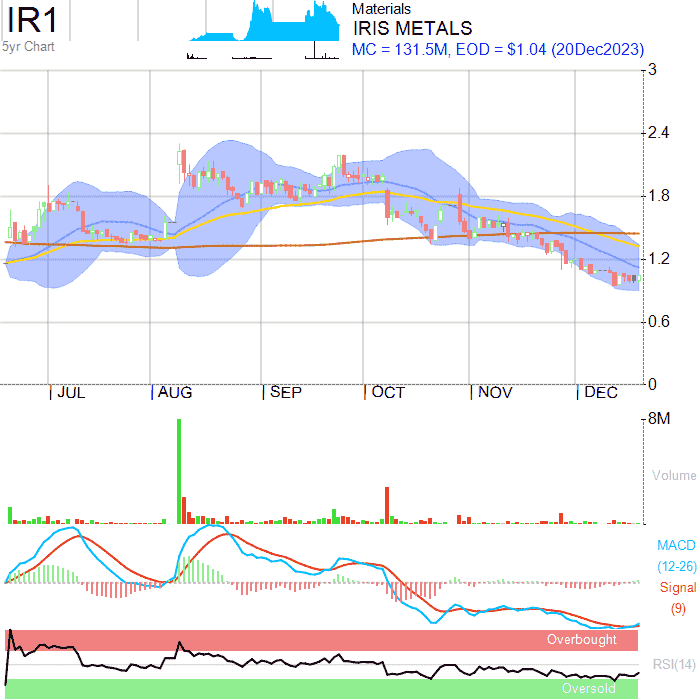 IR1
5yr Chart
Materials
IRIS METALS
MC = 131.5M, EOD = $1.04 (20Dec2023)
3
2.4
1.8
1.2
0.6
0
JUL AUG SEP OCT NOV DEC
8M
Volume
MACD
(12-26)
Signal
(9)
Overbought
RSI(14)
Oversold